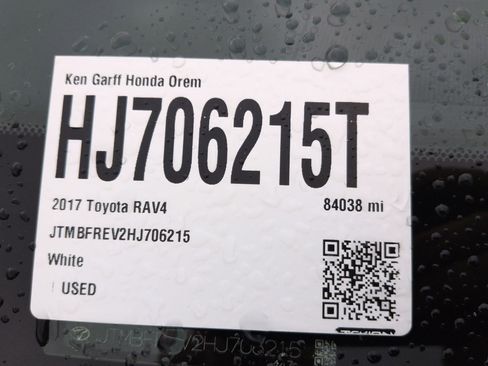 Ken Garff Honda Orem
HJ706215T
2017 Toyota RAV4 84038 mi
JTMBFREV2HJ706215
White
USED